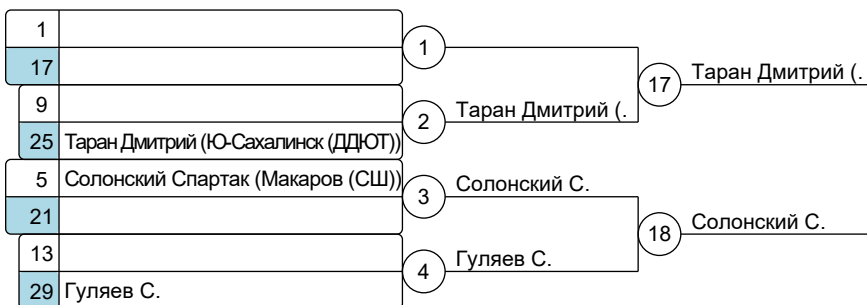 1
17
1
9
25 Таран Дмитрий (Ю-Сахалинск (ДДЮТ))
2
Таран Дмитрий (.
17
Таран Дмитрий (.
5 Солонский Спартак (Макаров (СШ))
21
3
Солонский С.
13
29 Гуляев С.
4
Гуляев С.
18
Солонский С.